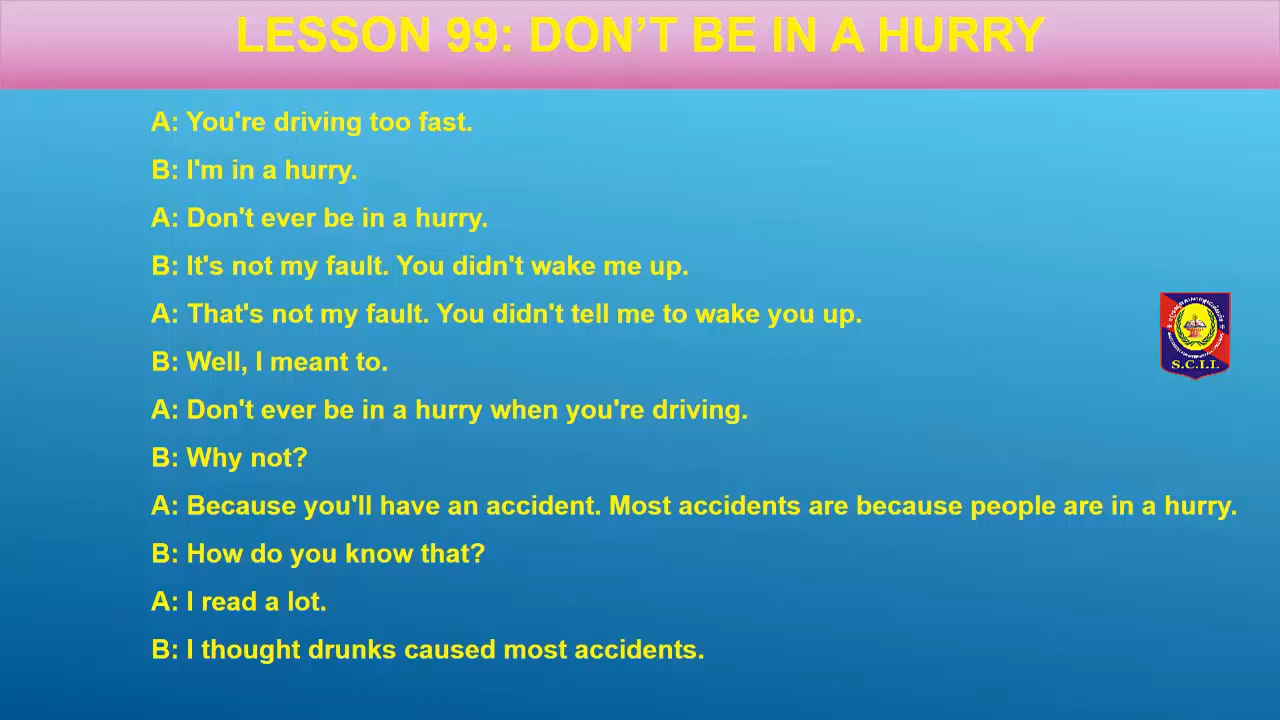 LESSON 99: DON’T BE IN A HURRY
A: You're driving too fast.
B: I'm in a hurry.
A: Don't ever be in a hurry.
B: It's not my fault. You didn't wake me up.
A: That's not my fault. You didn't tell me to wake you up.
B: Well, I meant to.
A: Don't ever be in a hurry when you're driving.
B: Why not?
A: Because you'll have an accident. Most accidents are because people are in a hurry.
B: How do you know that?
A: I read a lot.
B: I thought drunks caused most accidents.
S.C.I.L